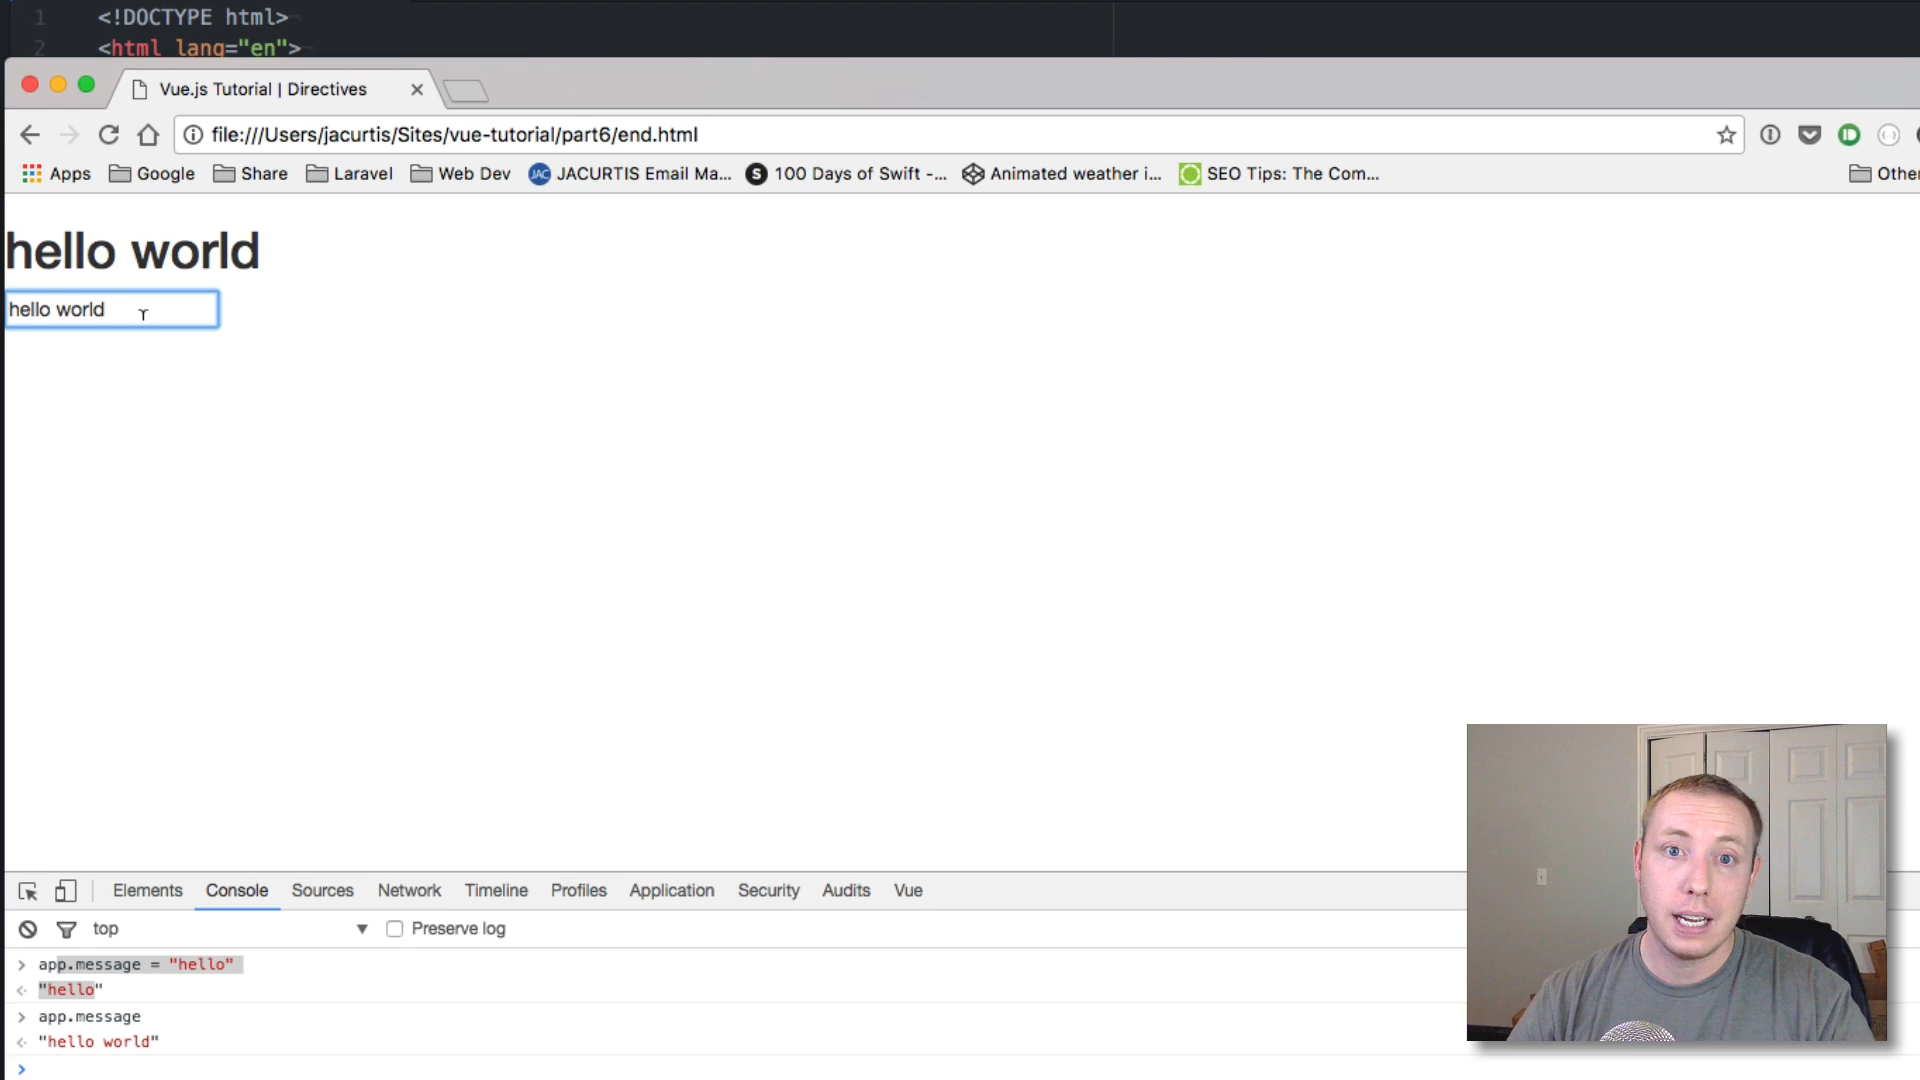 1 <!DOCTYPE html>
2 <html lang="en">
Vue.js Tutorial | Directives
file:///Users/jacurtis/Sites/vue-tutorial/part6/end.html
Apps Google Share Laravel Web Dev JAC JACURTIS Email Ma... S 100 Days of Swift -... Animated weather i... SEO Tips: The Com... Other
hello world
hello world
Elements Console Sources Network Timeline Profiles Application Security Audits Vue
top Preserve log
> app.message = "hello"
"hello"
> app.message
"hello world"
>